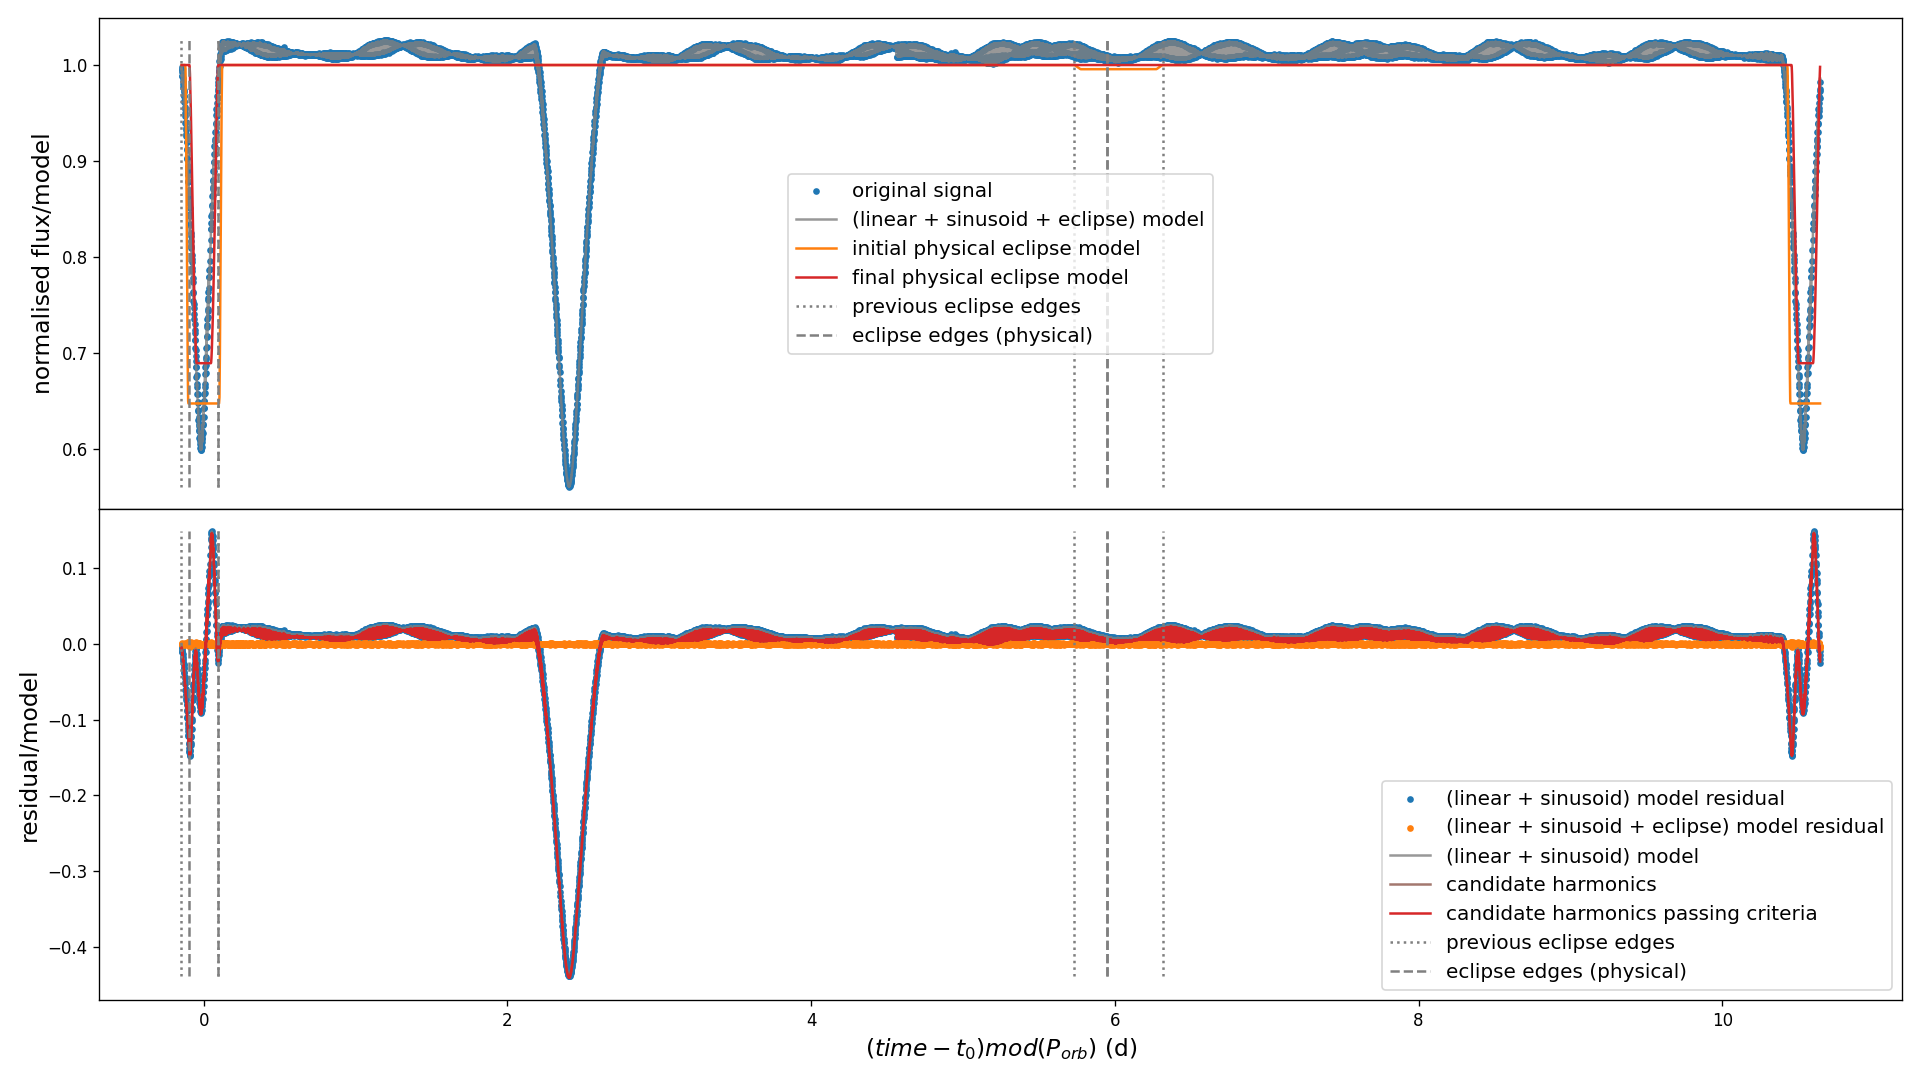 normalised flux/model
1.0
0.9
0.8
0.7
0.6
original signal
(linear + sinusoid + eclipse) model
initial physical eclipse model
final physical eclipse model
previous eclipse edges
eclipse edges (physical)
residual/model
0.1
0.0
−0.1
−0.2
−0.3
−0.4
(linear + sinusoid) model residual
(linear + sinusoid + eclipse) model residual
(linear + sinusoid) model
candidate harmonics
candidate harmonics passing criteria
previous eclipse edges
eclipse edges (physical)
0 2 4 6 8 10
(time − t₀)mod(Pₒᵣb) (d)